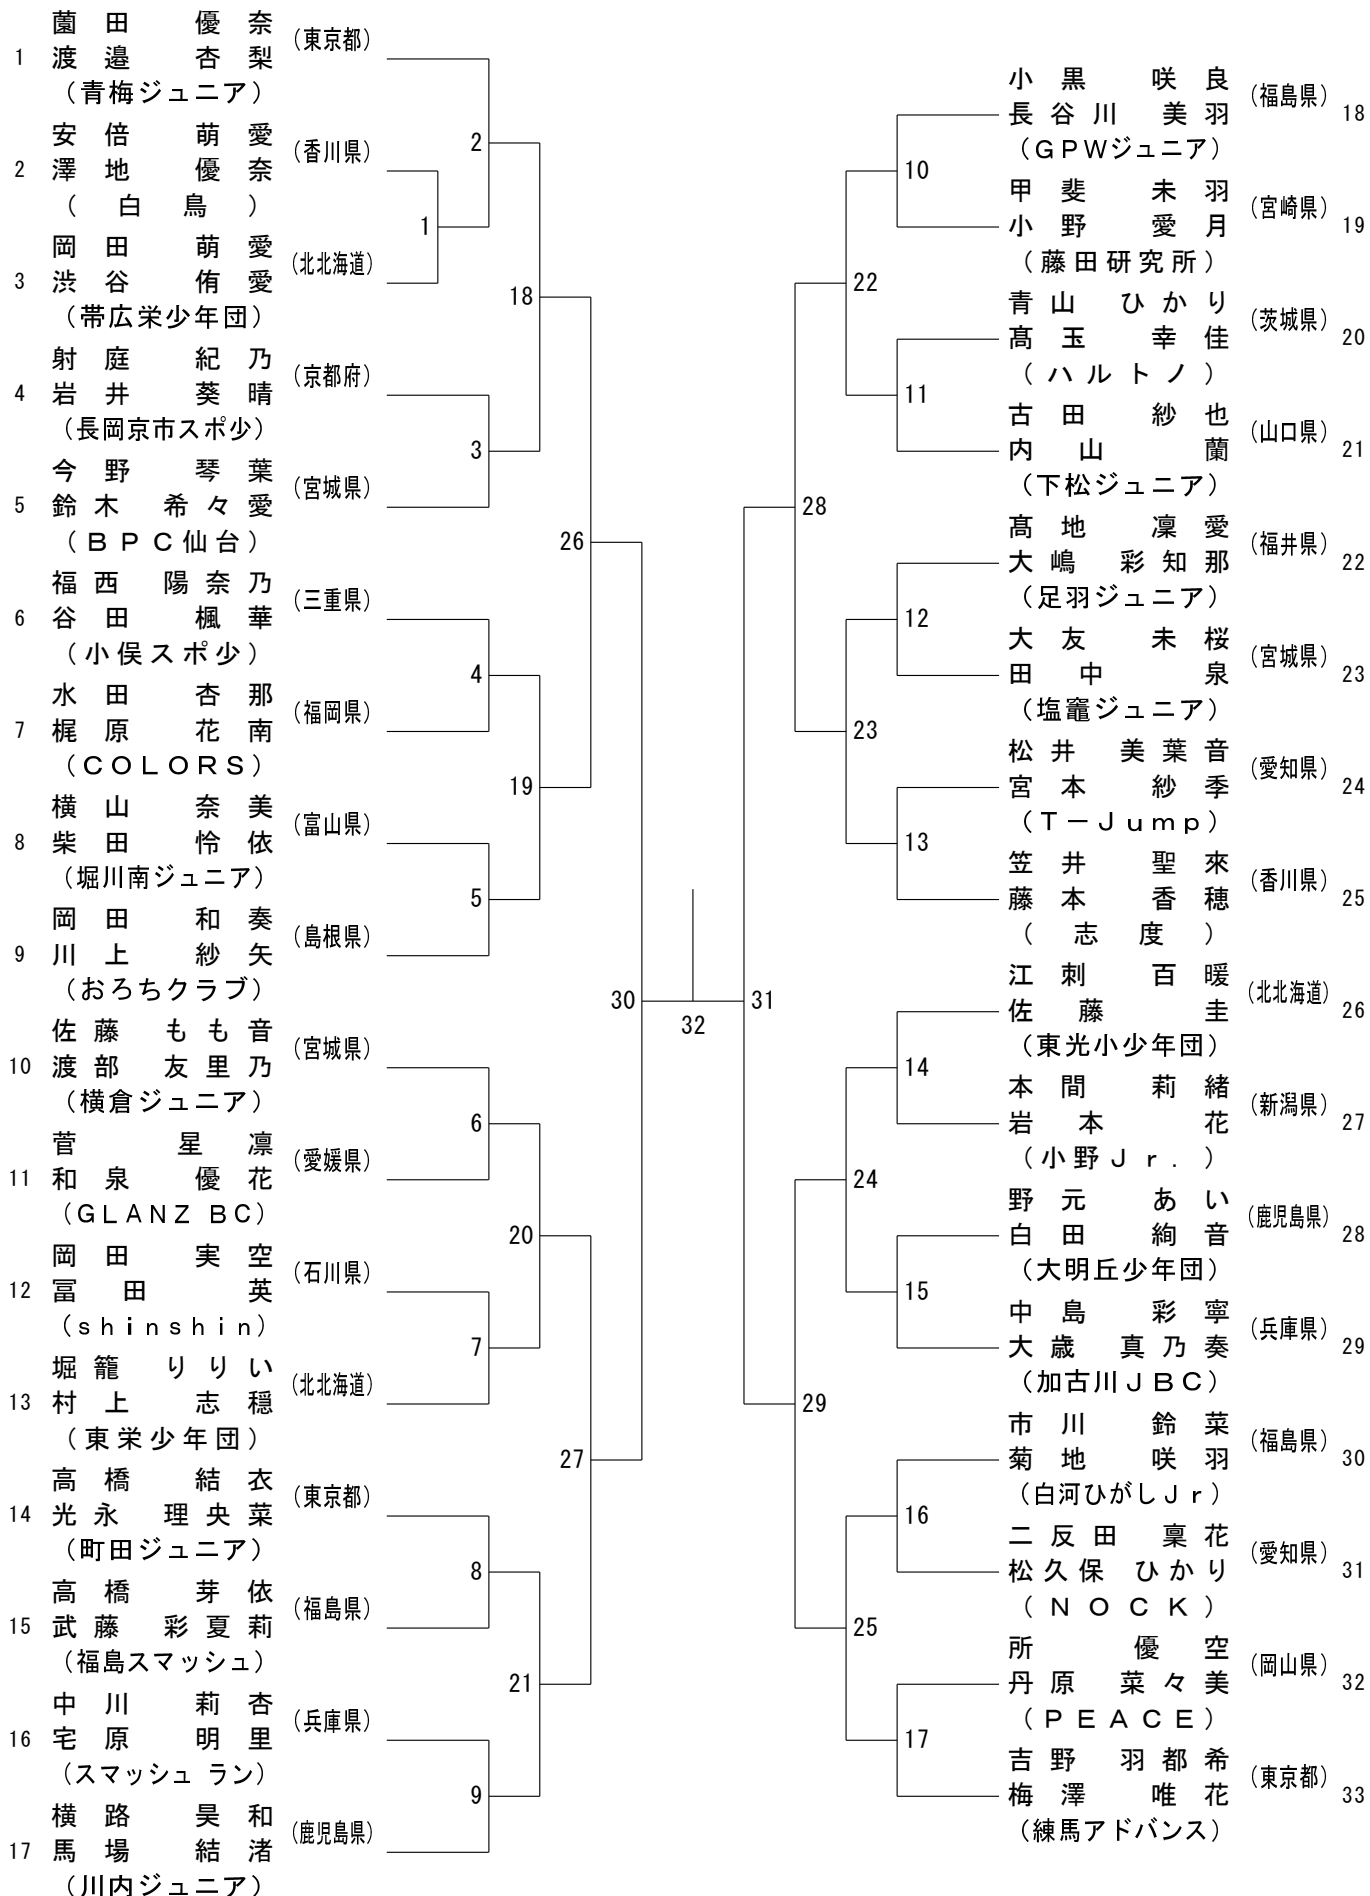 薗田 優奈
(東京都)
1 渡邉 杏梨
(青梅ジュニア)
安倍 萌愛
(香川県)
2 澤地 優奈
(白鳥)
岡田 萌愛
(北北海道)
3 渋谷 侑愛
(帯広栄少年団)
射庭 紀乃
(京都府)
4 岩井 葵晴
(長岡京市スポ少)
今野 琴葉
(宮城県)
5 鈴木 希々愛
(BPC仙台)
福西 陽奈乃
(三重県)
6 谷田 楓華
(小俣スポ少)
水田 杏那
(福岡県)
7 梶原 花南
(COLORS)
横山 奈美
(富山県)
8 柴田 怜依
(堀川南ジュニア)
岡田 和奏
(島根県)
9 川上 紗矢
(おろちクラブ)
佐藤 もも音
(宮城県)
10 渡部 友里乃
(横倉ジュニア)
菅 星凛
(愛媛県)
11 和泉 優花
(GLANZ BC)
岡田 実空
(石川県)
12 冨田 英
(shinshin)
堀籠 りりい
(北北海道)
13 村上 志穏
(東栄少年団)
高橋 結衣
(東京都)
14 光永 理央菜
(町田ジュニア)
高橋 芽依
(福島県)
15 武藤 彩夏莉
(福島スマッシュ)
中川 莉杏
(兵庫県)
16 宅原 明里
(スマッシュ ラン)
横路 昊和
(鹿児島県)
17 馬場 結渚
(川内ジュニア)
1
2
3
4
5
6
7
8
9
18
19
20
21
26
27
30
32
31
28
29
22
23
24
25
10
11
12
13
14
15
16
17
小黒 咲良
(福島県)
長谷川 美羽 18
(GPWジュニア)
甲斐 未羽
(宮崎県)
小野 愛月 19
(藤田研究所)
青山 ひかり
(茨城県)
髙玉 幸佳 20
(ハルトノ)
古田 紗也
(山口県)
内山 蘭 21
(下松ジュニア)
髙地 凜愛
(福井県)
大嶋 彩知那 22
(足羽ジュニア)
大友 未桜
(宮城県)
田中 泉 23
(塩竈ジュニア)
松井 美葉音
(愛知県)
宮本 紗季 24
(T-Jump)
笠井 聖來
(香川県)
藤本 香穂 25
(志度)
江刺 百暖
(北北海道)
佐藤 圭 26
(東光小少年団)
本間 莉緒
(新潟県)
岩本 花 27
(小野Jr.)
野元 あい
(鹿児島県)
白田 絢音 28
(大明丘少年団)
中島 彩寧
(兵庫県)
大歳 真乃奏 29
(加古川JBC)
市川 鈴菜
(福島県)
菊地 咲羽 30
(白河ひがしJr)
二反田 稟花
(愛知県)
松久保 ひかり 31
(NOCK)
所 優空
(岡山県)
丹原 菜々美 32
(PEACE)
吉野 羽都希
(東京都)
梅澤 唯花 33
(練馬アドバンス)